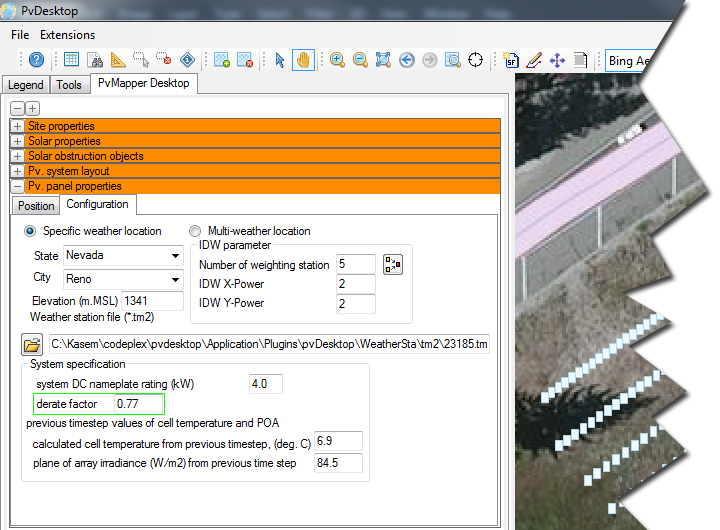 PvDesktop
File Extensions
SF Bing Ae
Legend Tools PvMapper Desktop
Site properties
Solar properties
Solar obstruction objects
Pv. system layout
Pv. panel properties
Position Configuration
Specific weather location Multi-weather location
State Nevada
City Reno
Elevation (m.MSL) 1341
Weather station file (*.tm2)
IDW parameter
Number of weighting station 5
IDW X-Power 2
IDW Y-Power 2
C:\Kasem\codeplex\pvdesktop\Application\Plugins\pvDesktop\WeatherSta\tm2\23185.tm
System specification
system DC nameplate rating (kW) 4.0
derate factor 0.77
previous timestep values of cell temperature and POA
calculated cell temperature from previous timestep, (deg. C) 6.9
plane of array irradiance (W/m2) from previous time step 84.5